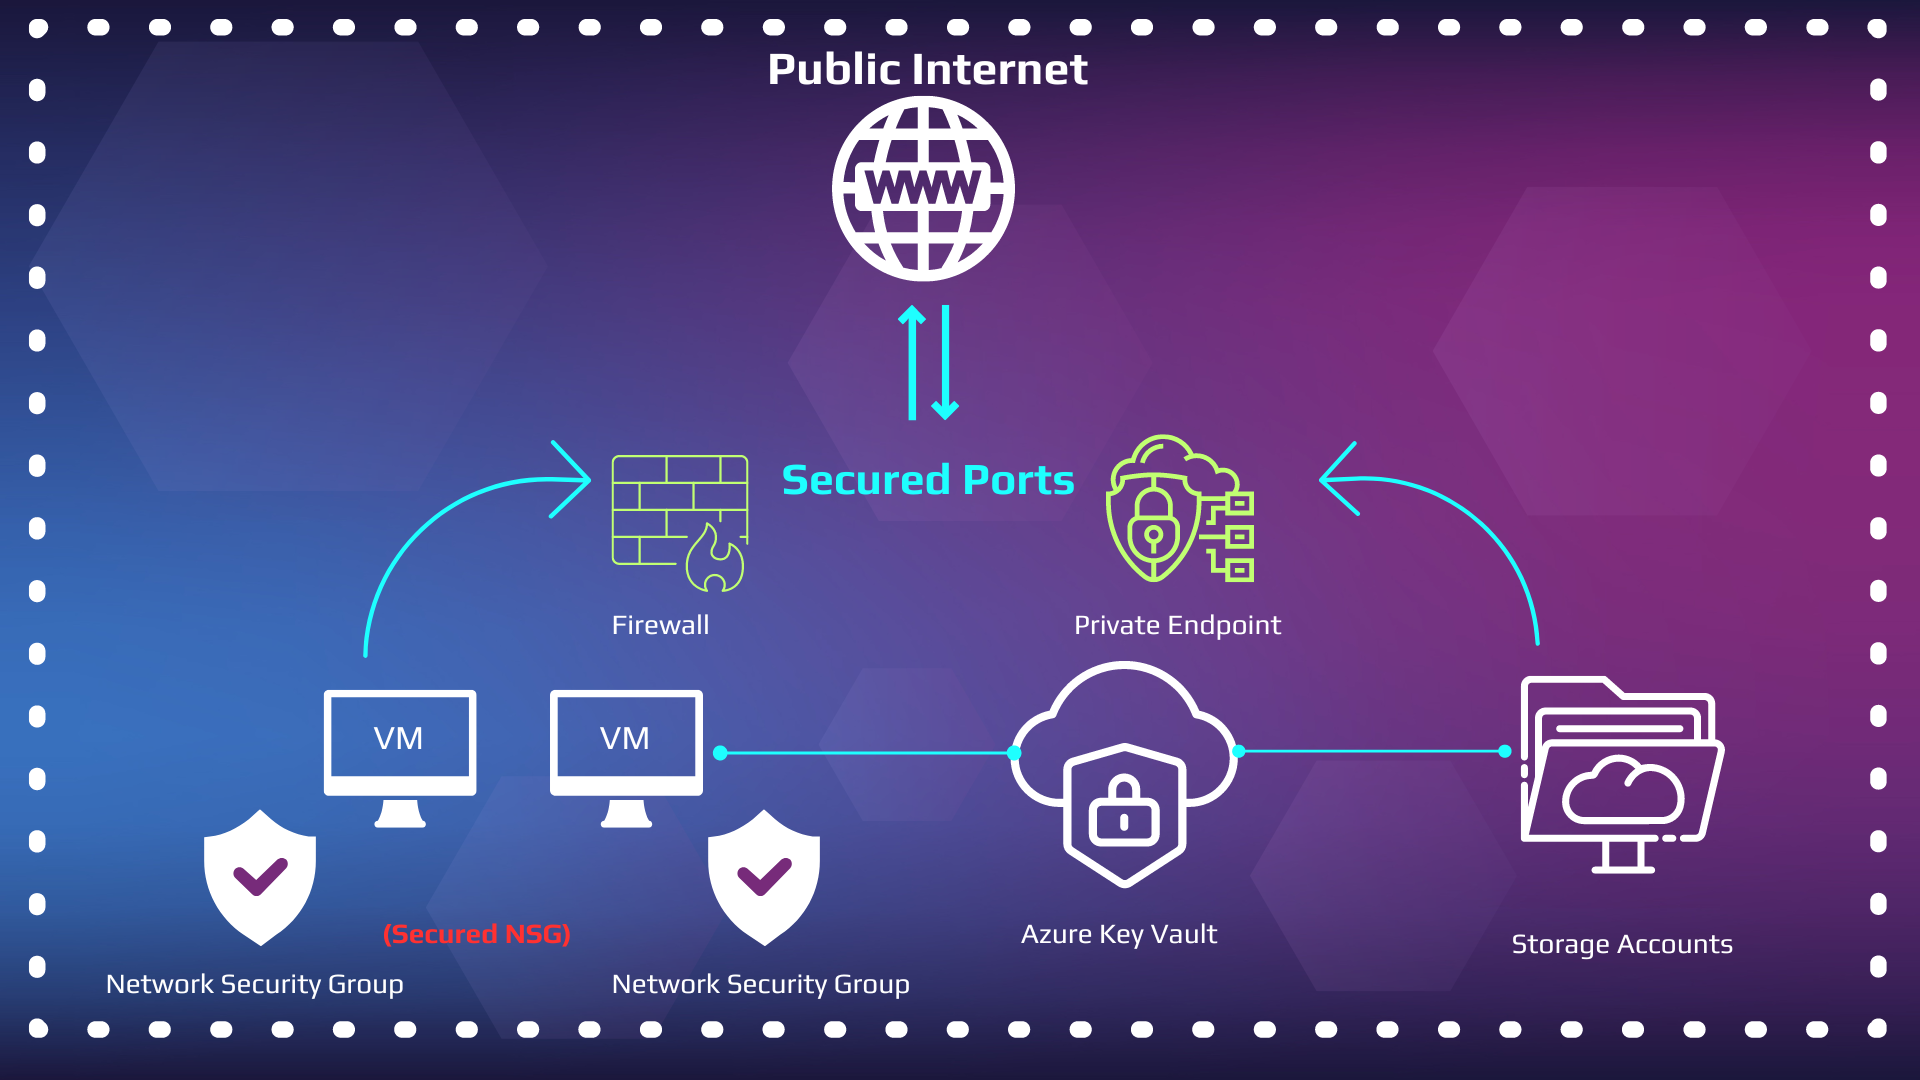 Public Internet
WWW
Secured Ports
Firewall
Private Endpoint
VM
VM
(Secured NSG)
Azure Key Vault
Storage Accounts
Network Security Group
Network Security Group